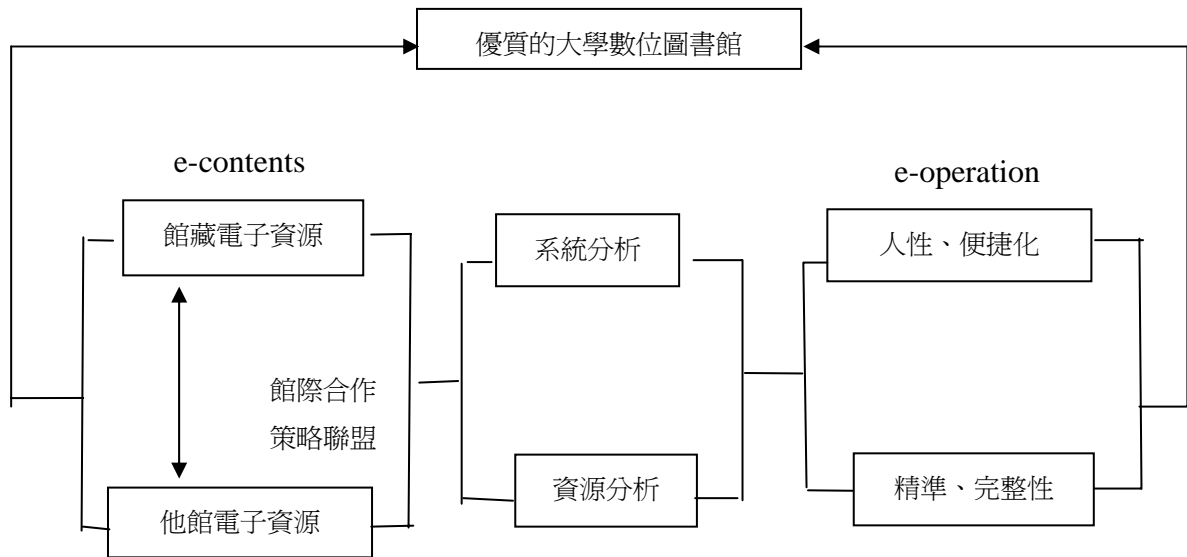 優質的大學數位圖書館
e-contents
e-operation
館藏電子資源
系統分析
人性、便捷化
館際合作
策略聯盟
他館電子資源
資源分析
精準、完整性